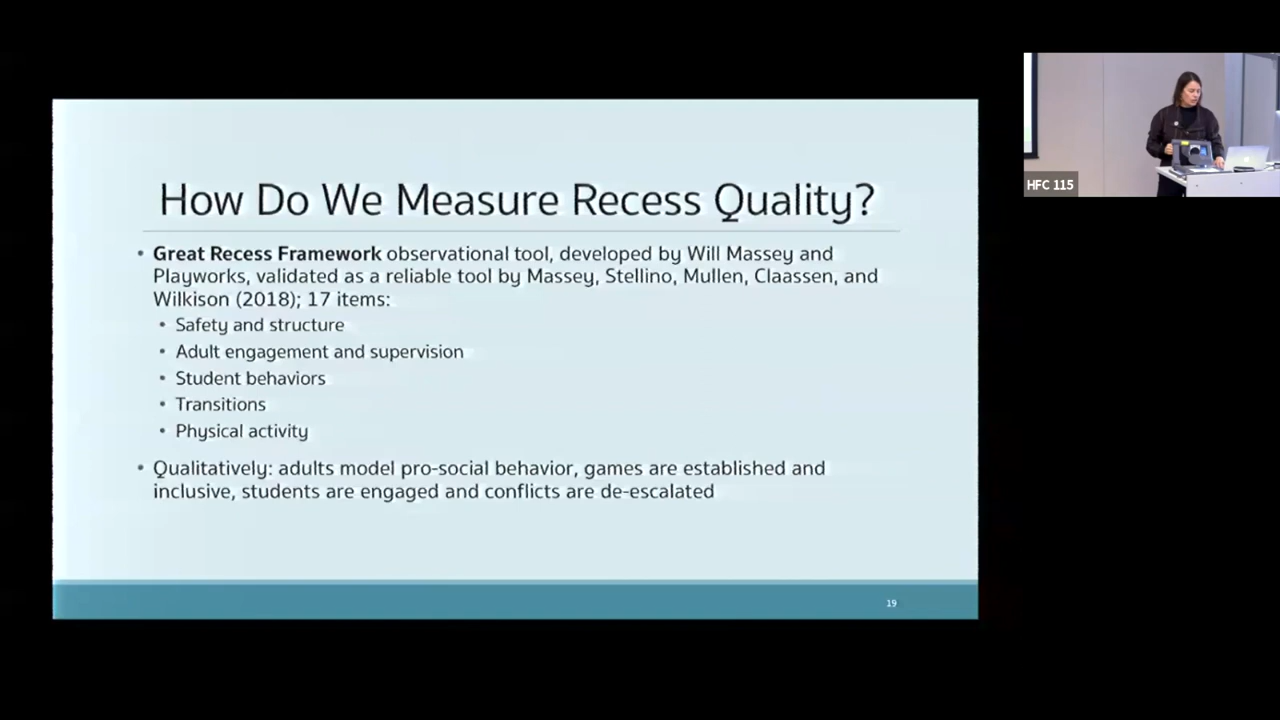 How Do We Measure Recess Quality?
• Great Recess Framework observational tool, developed by Will Massey and
Playworks, validated as a reliable tool by Massey, Stellino, Mullen, Claassen, and
Wilkison (2018); 17 items:
• Safety and structure
• Adult engagement and supervision
• Student behaviors
• Transitions
• Physical activity
• Qualitatively: adults model pro-social behavior, games are established and
inclusive, students are engaged and conflicts are de-escalated
19
HFC 115